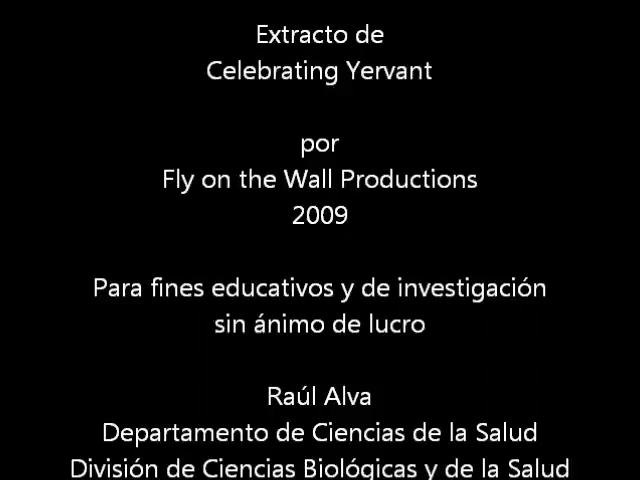 Extracto de
Celebrating Yervant
por
Fly on the Wall Productions
2009
Para fines educativos y de investigación
sin ánimo de lucro
Raúl Alva
Departamento de Ciencias de la Salud
División de Ciencias Biológicas y de la Salud